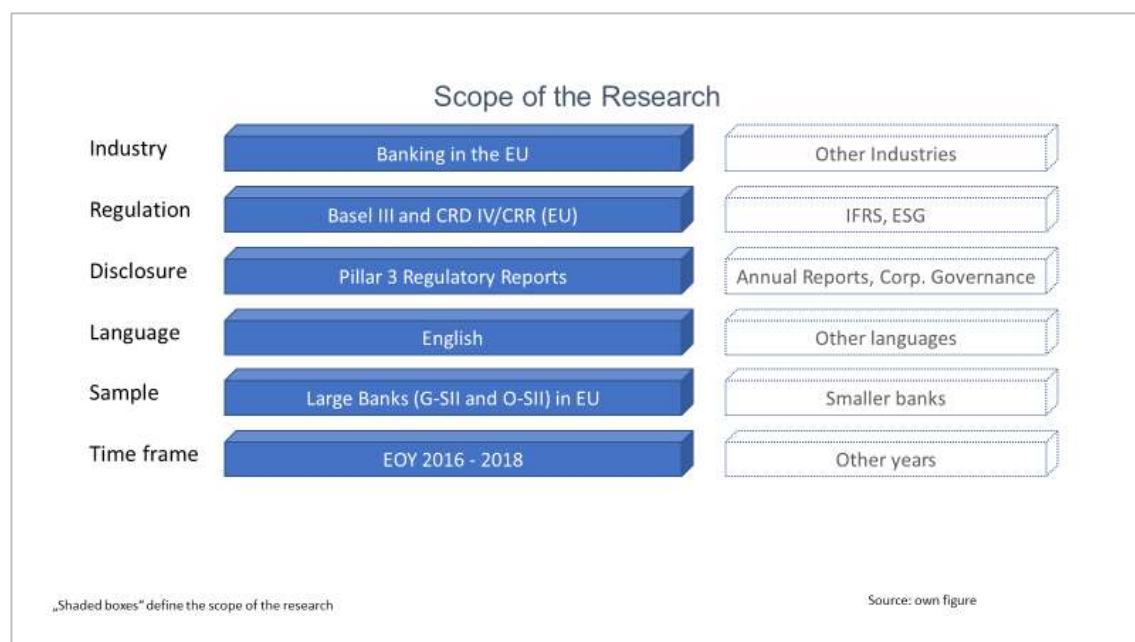 Scope of the Research
Industry Banking in the EU Other Industries
Regulation Basel III and CRD IV/CRR (EU) IFRS, ESG
Disclosure Pillar 3 Regulatory Reports Annual Reports, Corp. Governance
Language English Other languages
Sample Large Banks (G-SII and O-SII) in EU Smaller banks
Time frame EOY 2016 - 2018 Other years
„Shaded boxes“ define the scope of the research Source: own figure